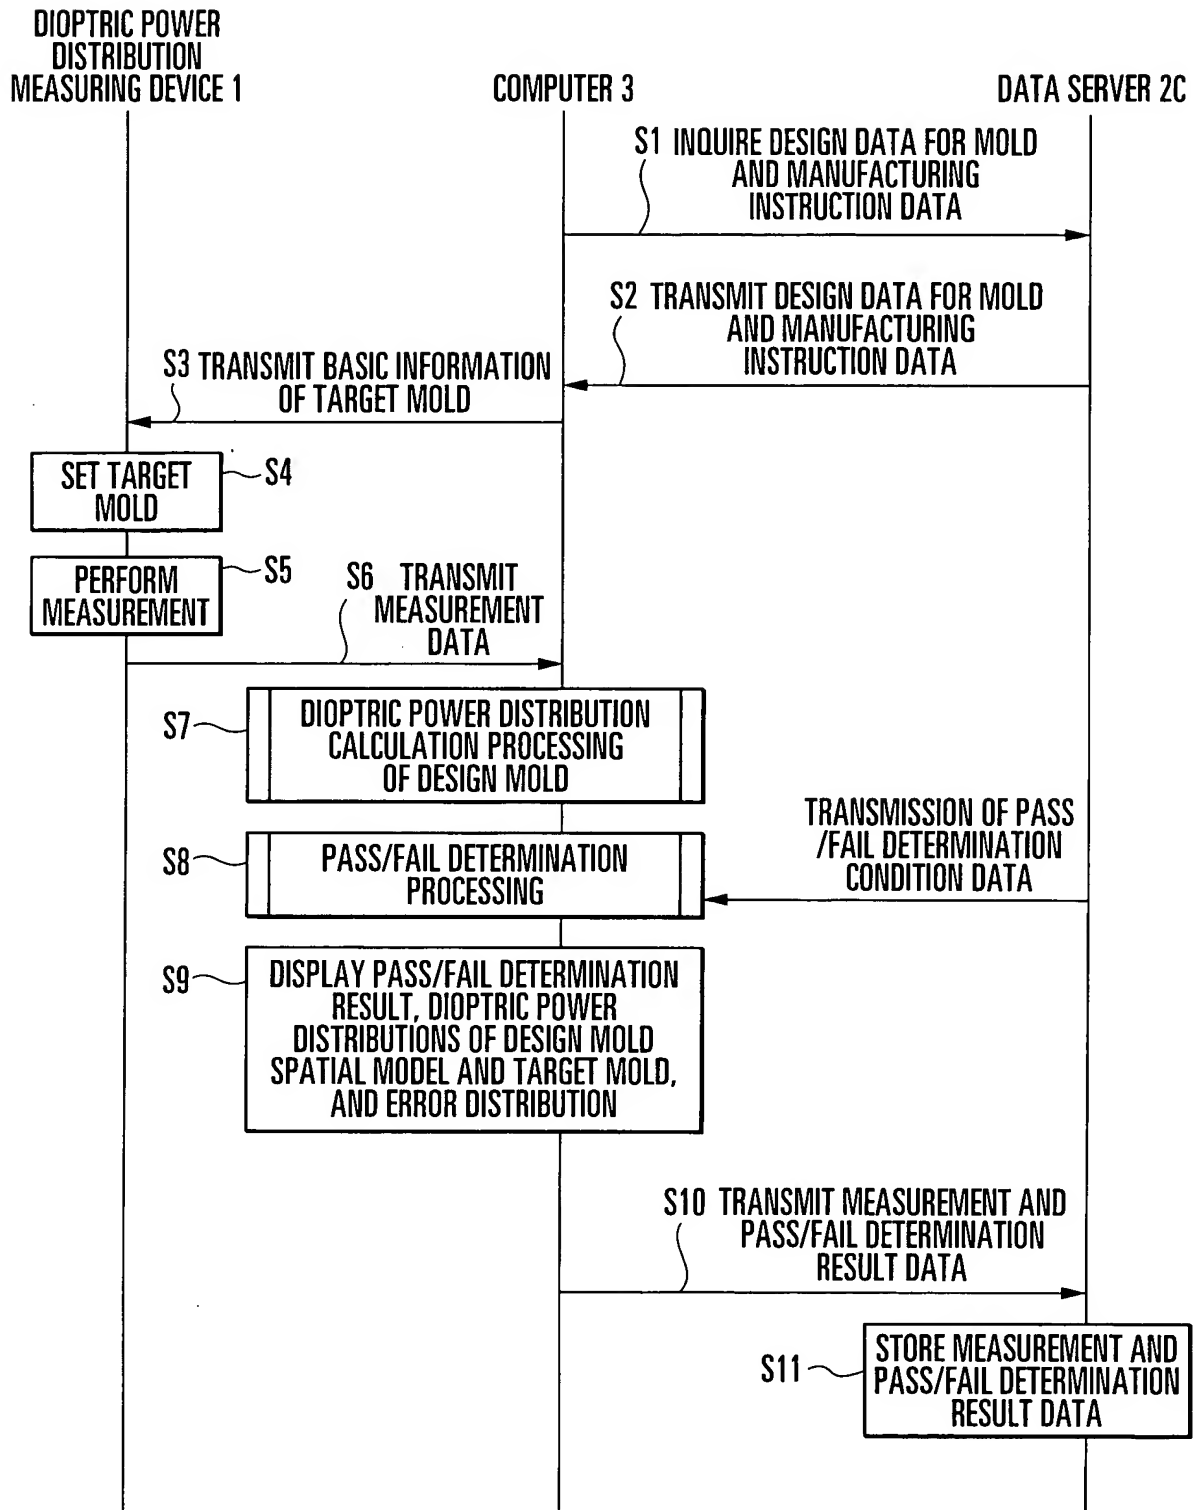 DIOPTRIC POWER
DISTRIBUTION
MEASURING DEVICE 1
COMPUTER 3
DATA SERVER 2C
S1 INQUIRE DESIGN DATA FOR MOLD
AND MANUFACTURING
INSTRUCTION DATA
S2 TRANSMIT DESIGN DATA FOR MOLD
AND MANUFACTURING
INSTRUCTION DATA
S3 TRANSMIT BASIC INFORMATION
OF TARGET MOLD
SET TARGET
MOLD
S4
PERFORM
MEASUREMENT
S5
S6 TRANSMIT
MEASUREMENT
DATA
S7
DIOPTRIC POWER DISTRIBUTION
CALCULATION PROCESSING
OF DESIGN MOLD
TRANSMISSION OF PASS
/FAIL DETERMINATION
CONDITION DATA
S8
PASS/FAIL DETERMINATION
PROCESSING
S9
DISPLAY PASS/FAIL DETERMINATION
RESULT, DIOPTRIC POWER
DISTRIBUTIONS OF DESIGN MOLD
SPATIAL MODEL AND TARGET MOLD,
AND ERROR DISTRIBUTION
S10 TRANSMIT MEASUREMENT AND
PASS/FAIL DETERMINATION
RESULT DATA
S11
STORE MEASUREMENT AND
PASS/FAIL DETERMINATION
RESULT DATA